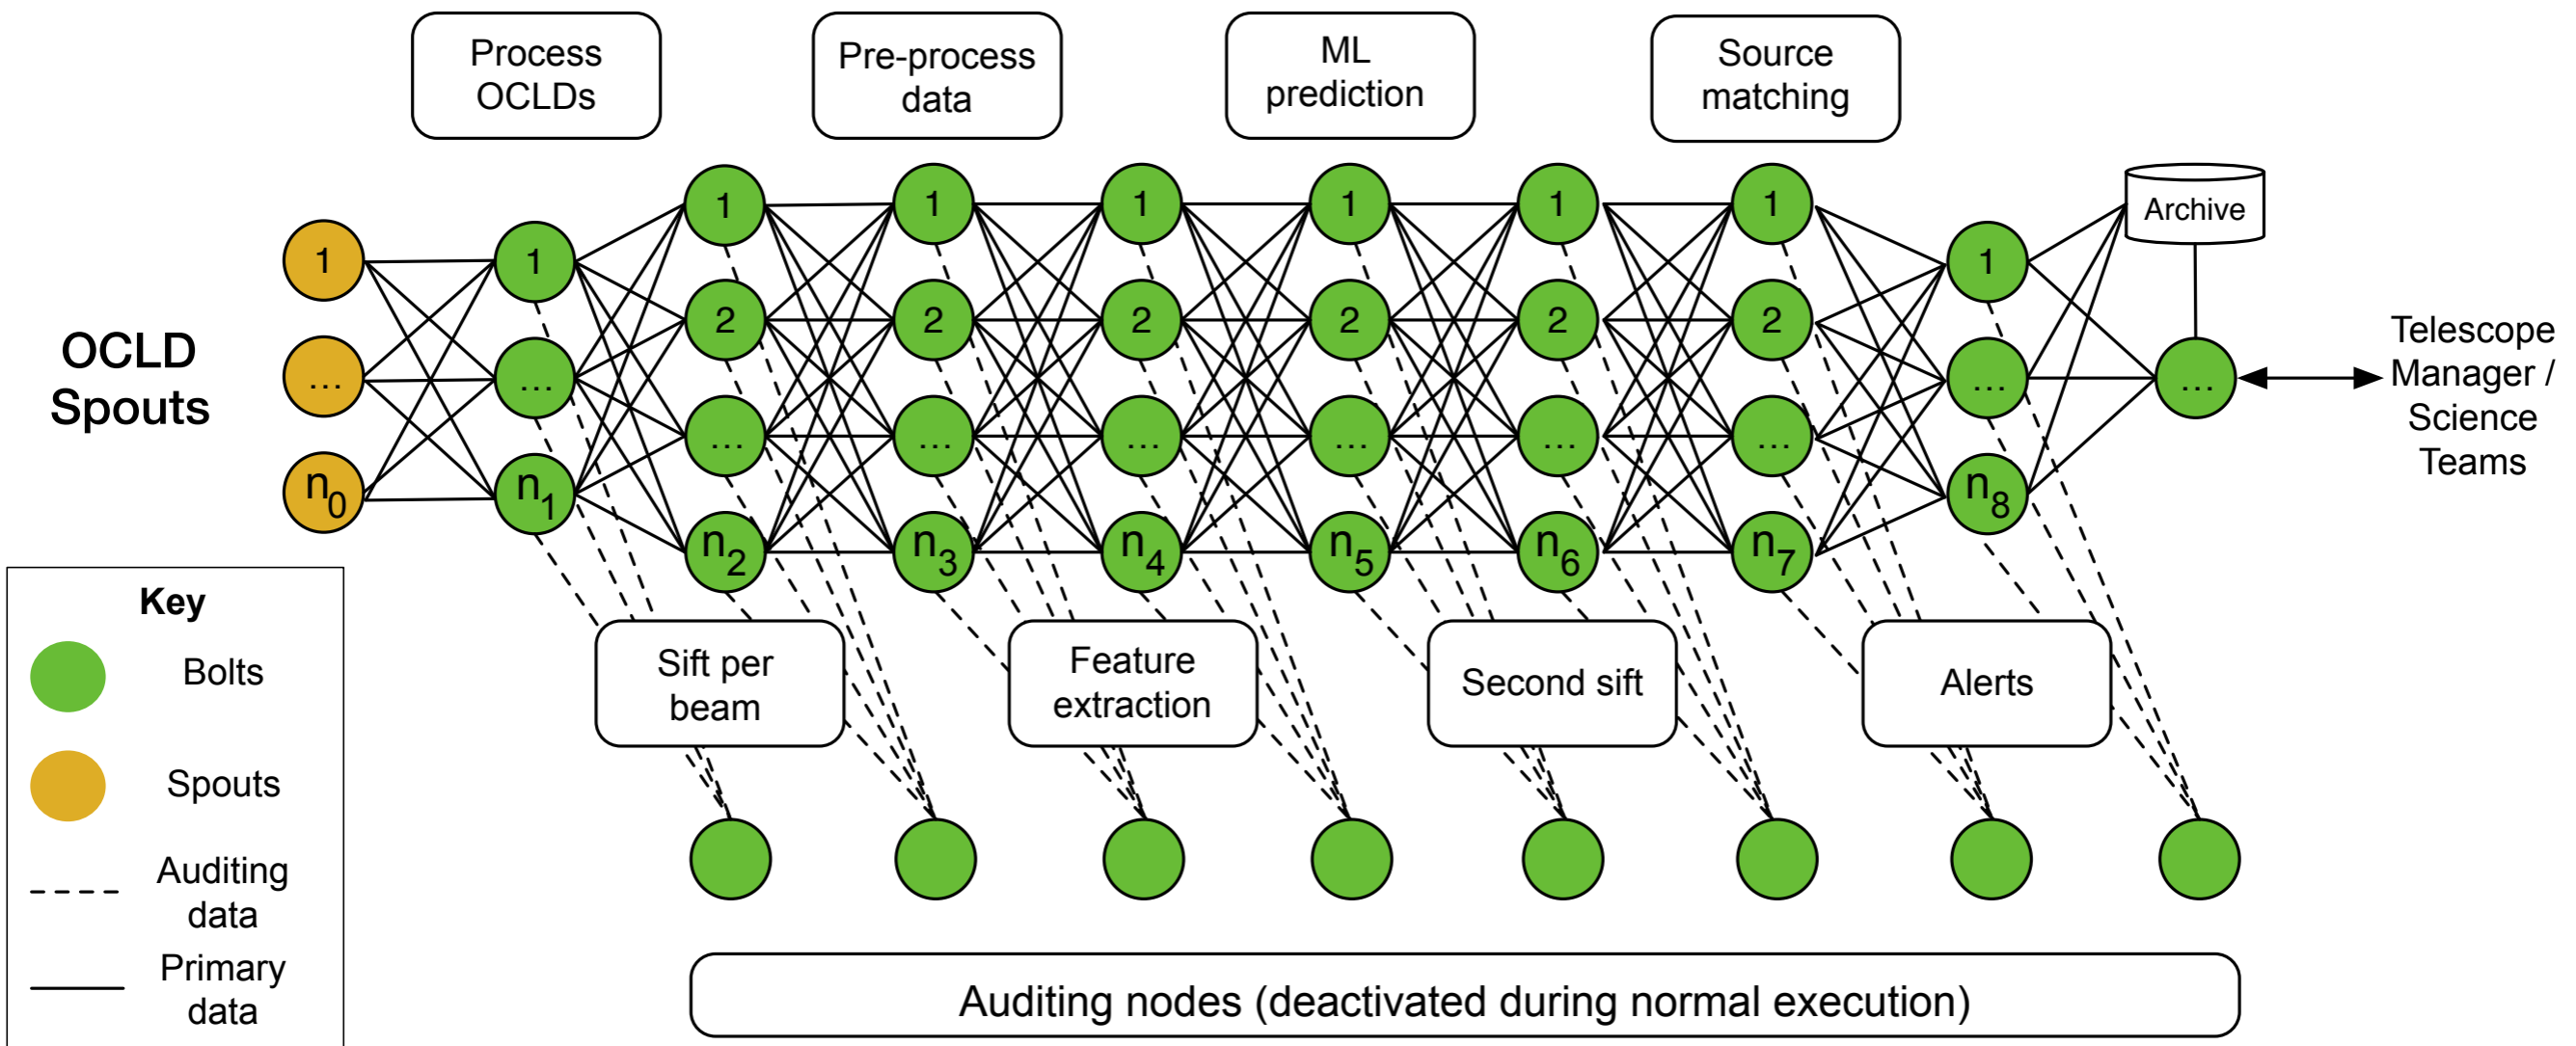 Process
OCLDs
Pre-process
data
ML
prediction
Source
matching
OCLD
Spouts
1
...
n0
1
...
n1
1
2
...
n2
1
2
...
n3
1
2
...
n4
1
2
...
n5
1
2
...
n6
1
2
...
n7
1
...
n8
Archive
...
Telescope
Manager /
Science
Teams
Sift per
beam
Feature
extraction
Second sift
Alerts
Key
Bolts
Spouts
Auditing
data
Primary
data
Auditing nodes (deactivated during normal execution)